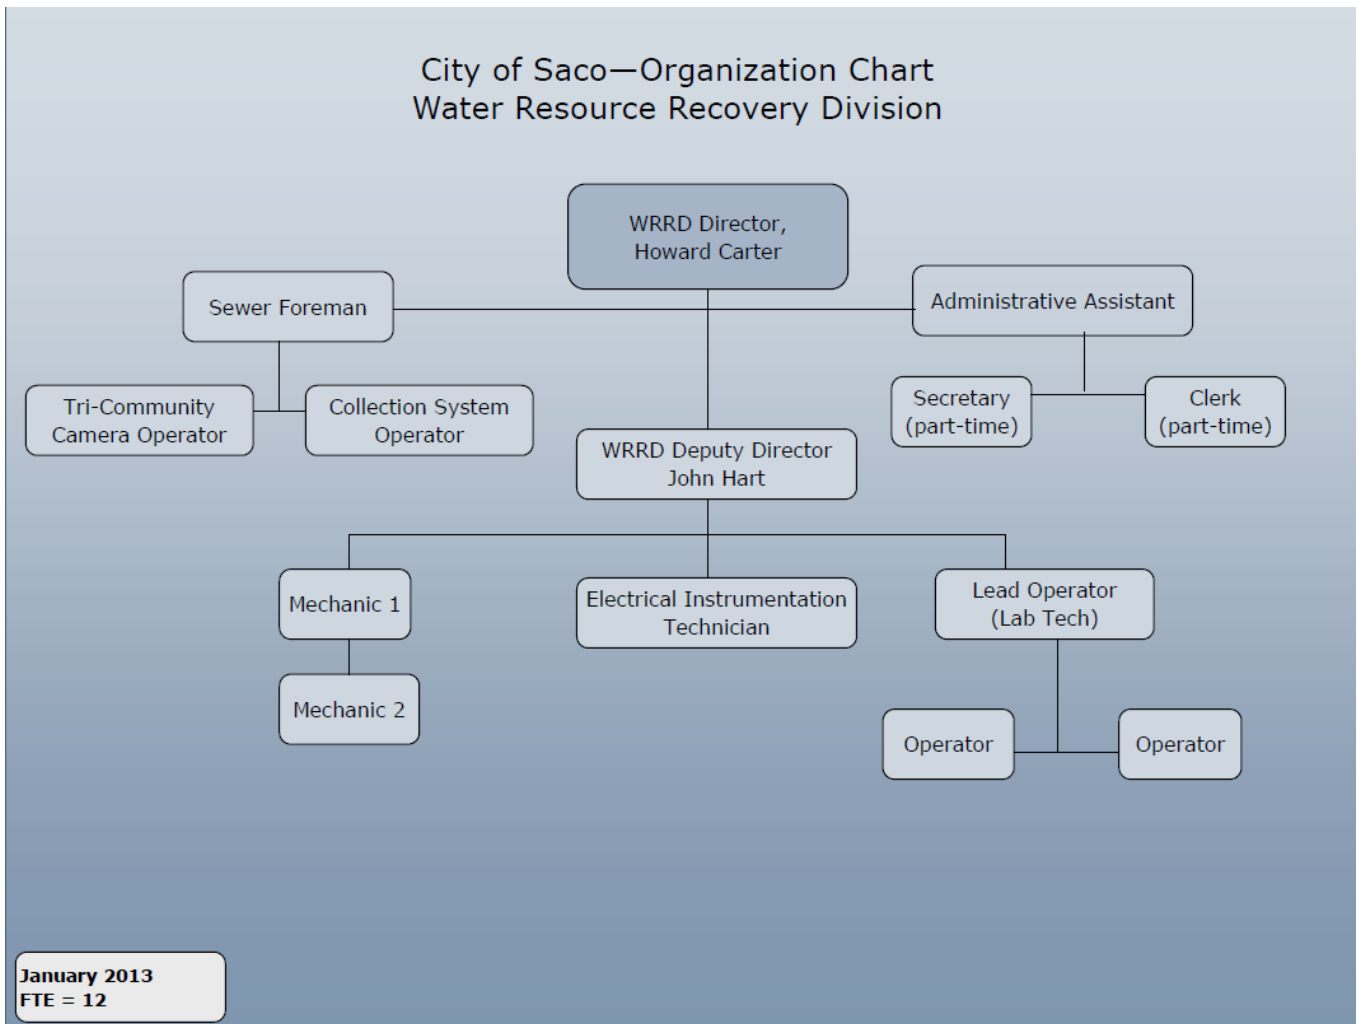 City of Saco—Organization Chart
Water Resource Recovery Division
WRRD Director,
Howard Carter
Sewer Foreman
Administrative Assistant
Tri-Community
Camera Operator
Collection System
Operator
Secretary
(part-time)
Clerk
(part-time)
WRRD Deputy Director
John Hart
Mechanic 1
Electrical Instrumentation
Technician
Lead Operator
(Lab Tech)
Mechanic 2
Operator
Operator
January 2013
FTE = 12